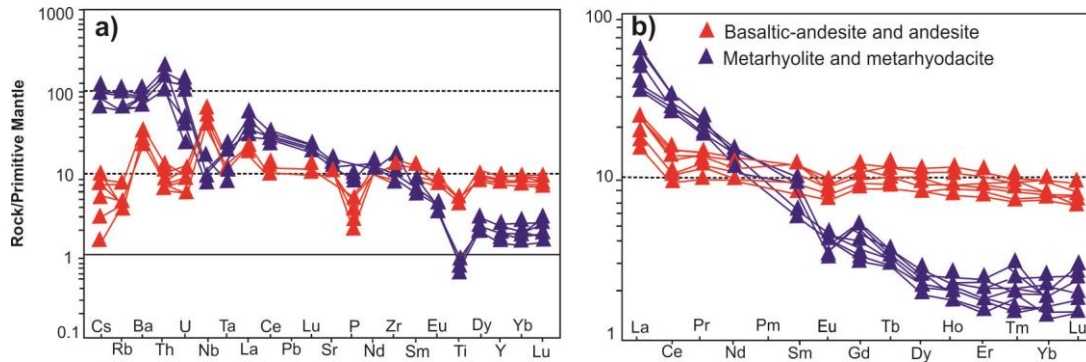 a)
Rock/Primitive Mantle
1000
100
10
1
0.1
Cs Ba U Ta Ce Lu P Zr Eu Dy Yb
Rb Th Nb La Pb Sr Nd Sm Ti Y Lu
b)
Basaltic-andesite and andesite
Metarhyolite and metarhyodacite
100
10
1
La Pr Pm Eu Tb Ho Tm Lu
Ce Nd Sm Gd Dy Er Yb